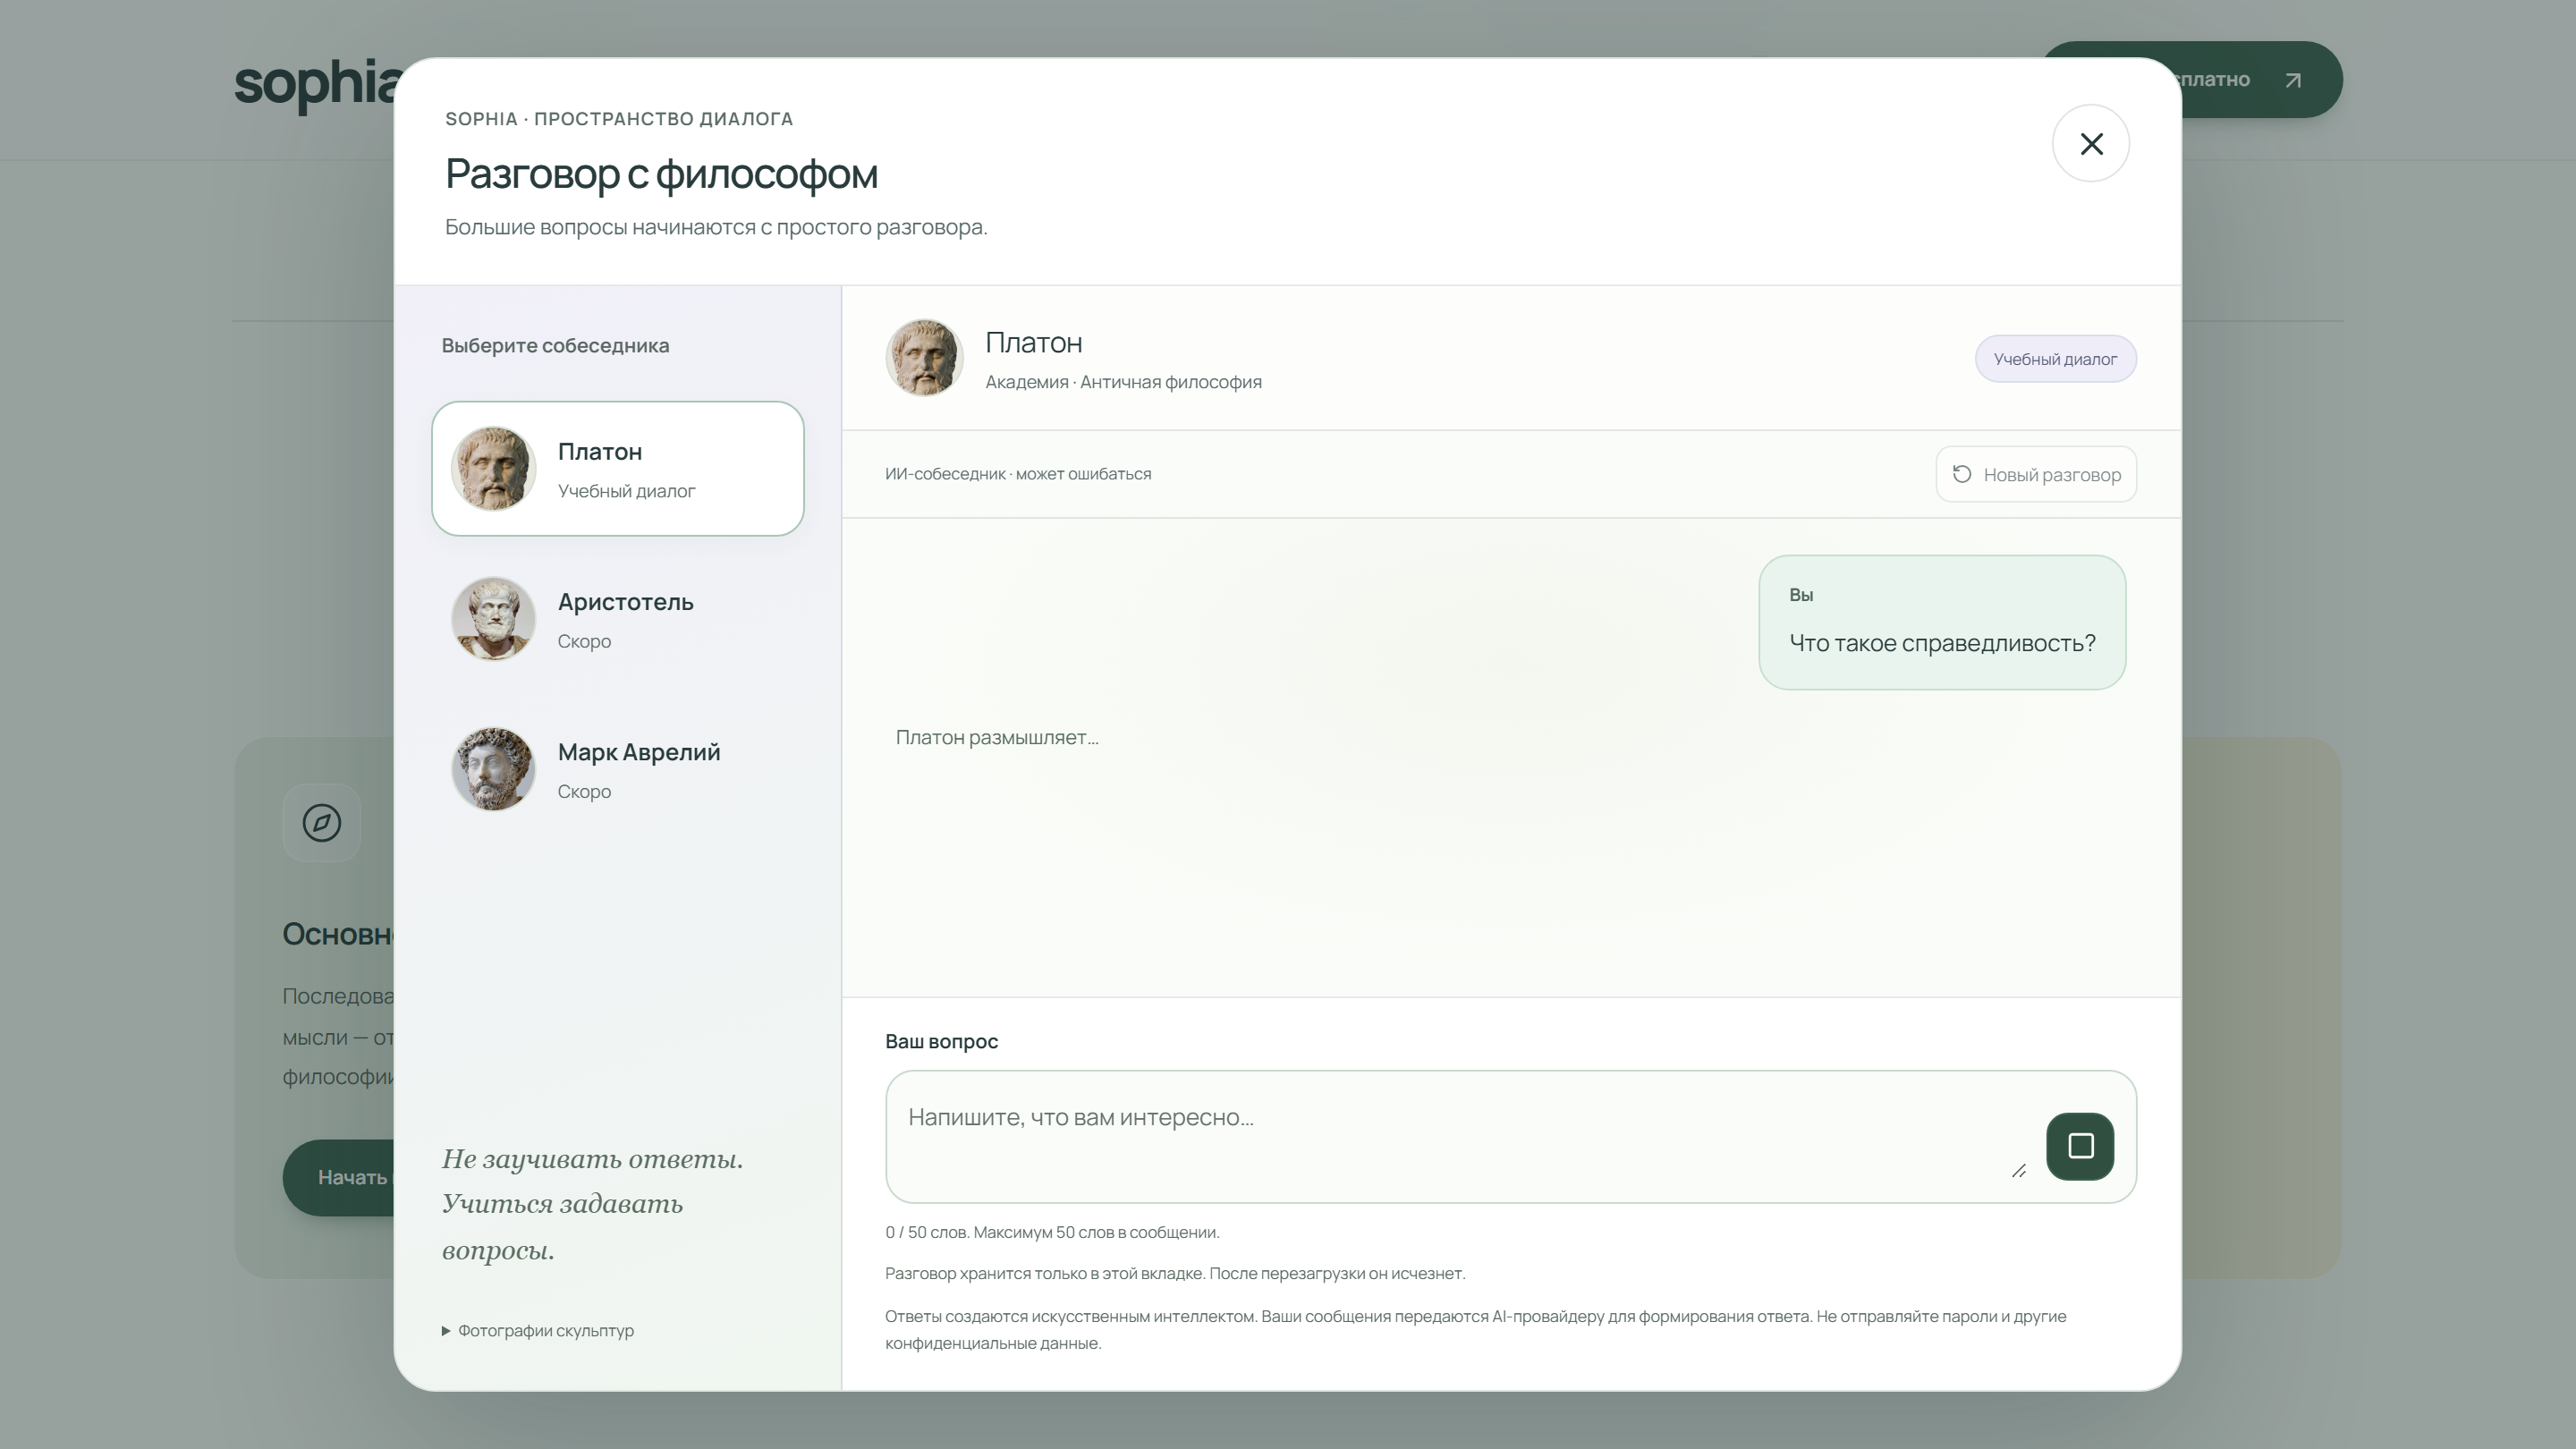 sophia
сплатно
SOPHIA · ПРОСТРАНСТВО ДИАЛОГА
Разговор с философом
Большие вопросы начинаются с простого разговора.
Выберите собеседника
Платон
Учебный диалог
Аристотель
Скоро
Марк Аврелий
Скоро
Не заучивать ответы.
Учиться задавать
вопросы.
Фотографии скульптур
Платон
Академия · Античная философия
Учебный диалог
ИИ-собеседник · может ошибаться
Новый разговор
Вы
Что такое справедливость?
Платон размышляет...
Ваш вопрос
Напишите, что вам интересно...
0 / 50 слов. Максимум 50 слов в сообщении.
Разговор хранится только в этой вкладке. После перезагрузки он исчезнет.
Ответы создаются искусственным интеллектом. Ваши сообщения передаются AI-провайдеру для формирования ответа. Не отправляйте пароли и другие
конфиденциальные данные.
Основн
Последова
мысли — от
философии
Начать